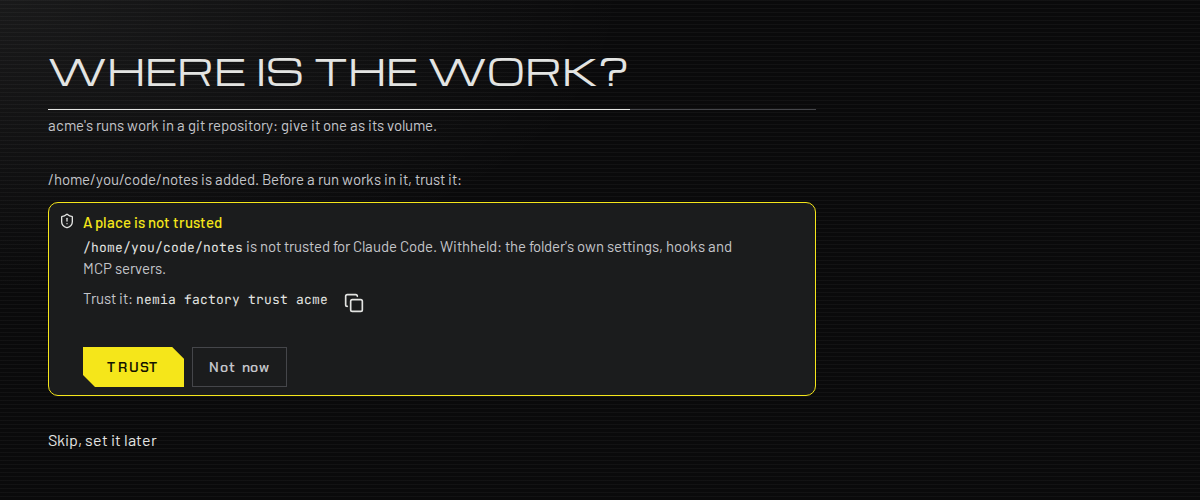 WHERE IS THE WORK?
acme's runs work in a git repository: give it one as its volume.
/home/you/code/notes is added. Before a run works in it, trust it:
A place is not trusted
/home/you/code/notes is not trusted for Claude Code. Withheld: the folder's own settings, hooks and
MCP servers.
Trust it: nemia factory trust acme
TRUST
Not now
Skip, set it later